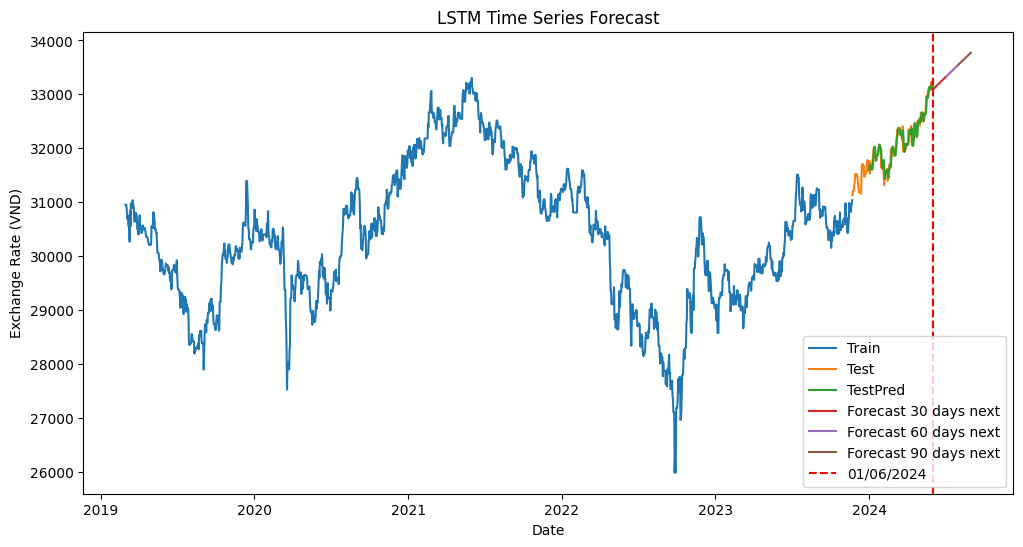 LSTM Time Series Forecast
Exchange Rate (VND)
34000
33000
32000
31000
30000
29000
28000
27000
26000
2019
2020
2021
2022
2023
2024
Date
Train
Test
TestPred
Forecast 30 days next
Forecast 60 days next
Forecast 90 days next
01/06/2024